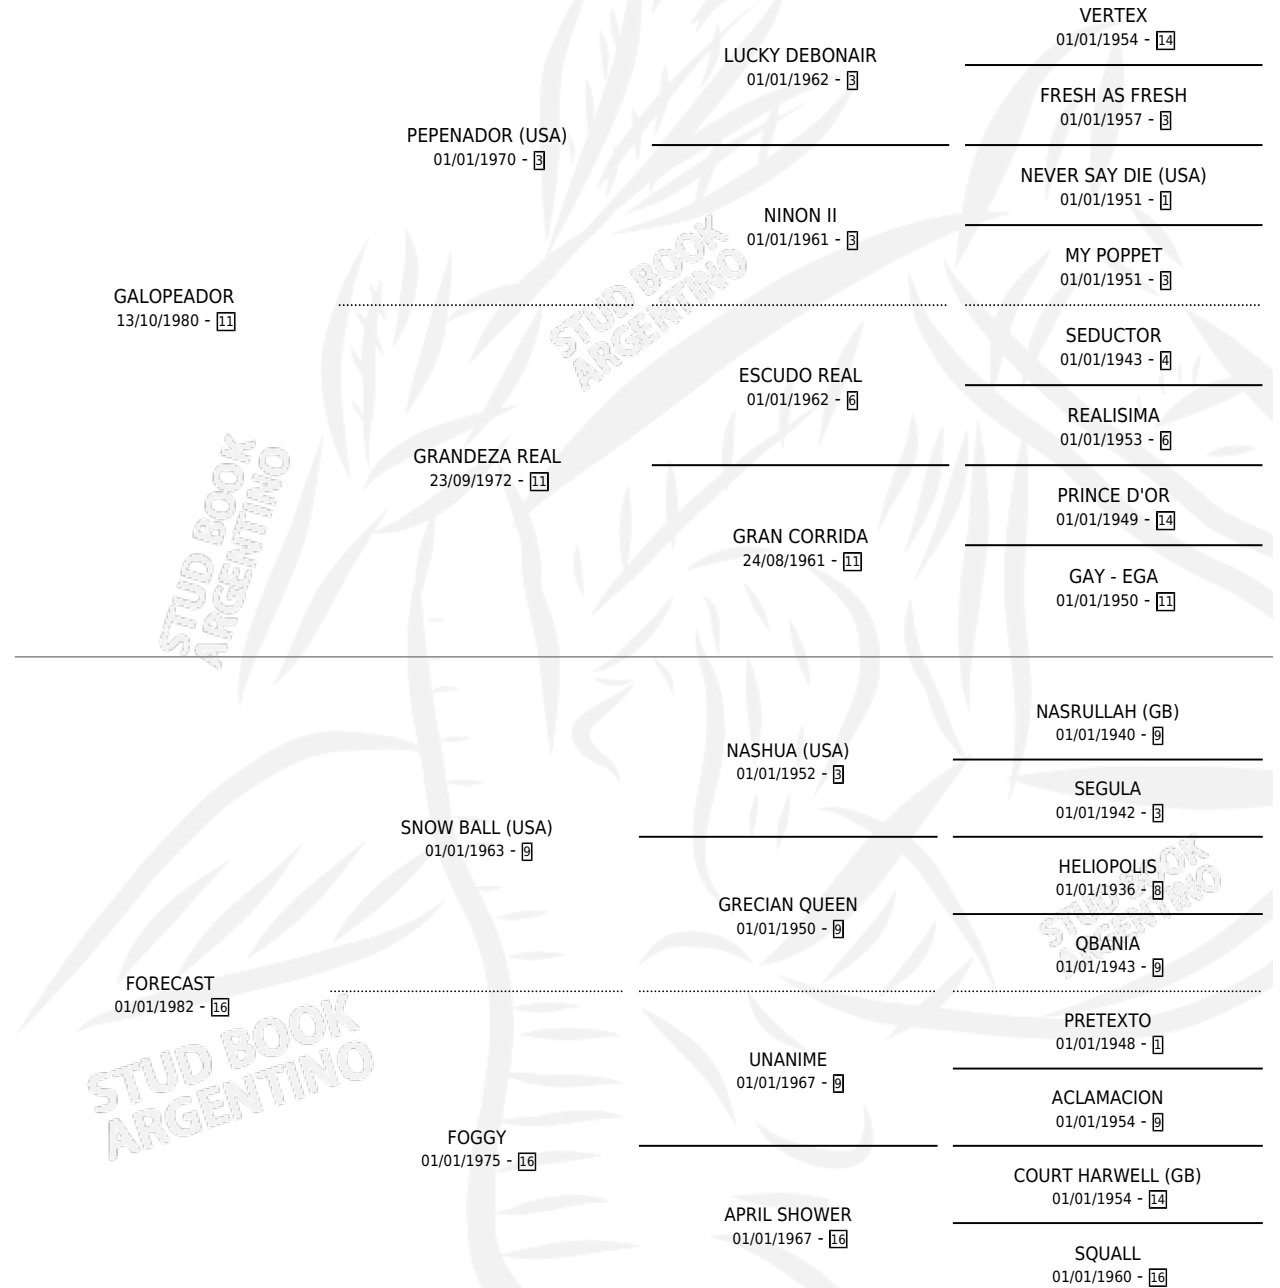 VERTEX
01/01/1954 - 14
LUCKY DEBONAIR
01/01/1962 - 3
FRESH AS FRESH
01/01/1957 - 3
PEPENADOR (USA)
01/01/1970 - 3
NEVER SAY DIE (USA)
01/01/1951 - 1
NINON II
01/01/1961 - 3
MY POPPET
01/01/1951 - 3
GALOPEADOR
13/10/1980 - 11
SEDUCTOR
01/01/1943 - 4
ESCUDO REAL
01/01/1962 - 6
REALISIMA
01/01/1953 - 6
GRANDEZA REAL
23/09/1972 - 11
PRINCE D'OR
01/01/1949 - 14
GRAN CORRIDA
24/08/1961 - 11
GAY - EGA
01/01/1950 - 11
NASRULLAH (GB)
01/01/1940 - 9
NASHUA (USA)
01/01/1952 - 3
SEGULA
01/01/1942 - 3
SNOW BALL (USA)
01/01/1963 - 9
HELIOPOLIS
01/01/1936 - 8
GRECIAN QUEEN
01/01/1950 - 9
QBANIA
01/01/1943 - 9
FORECAST
01/01/1982 - 16
PRETEXTO
01/01/1948 - 1
UNANIME
01/01/1967 - 9
ACLAMACION
01/01/1954 - 9
FOGGY
01/01/1975 - 16
COURT HARWELL (GB)
01/01/1954 - 14
APRIL SHOWER
01/01/1967 - 16
SQUALL
01/01/1960 - 16
STUD BOOK
ARGENTINO
STUD BOOK
ARGENTINO
STUD BOOK
ARGENTINO
STUD BOOK
ARGENTINO